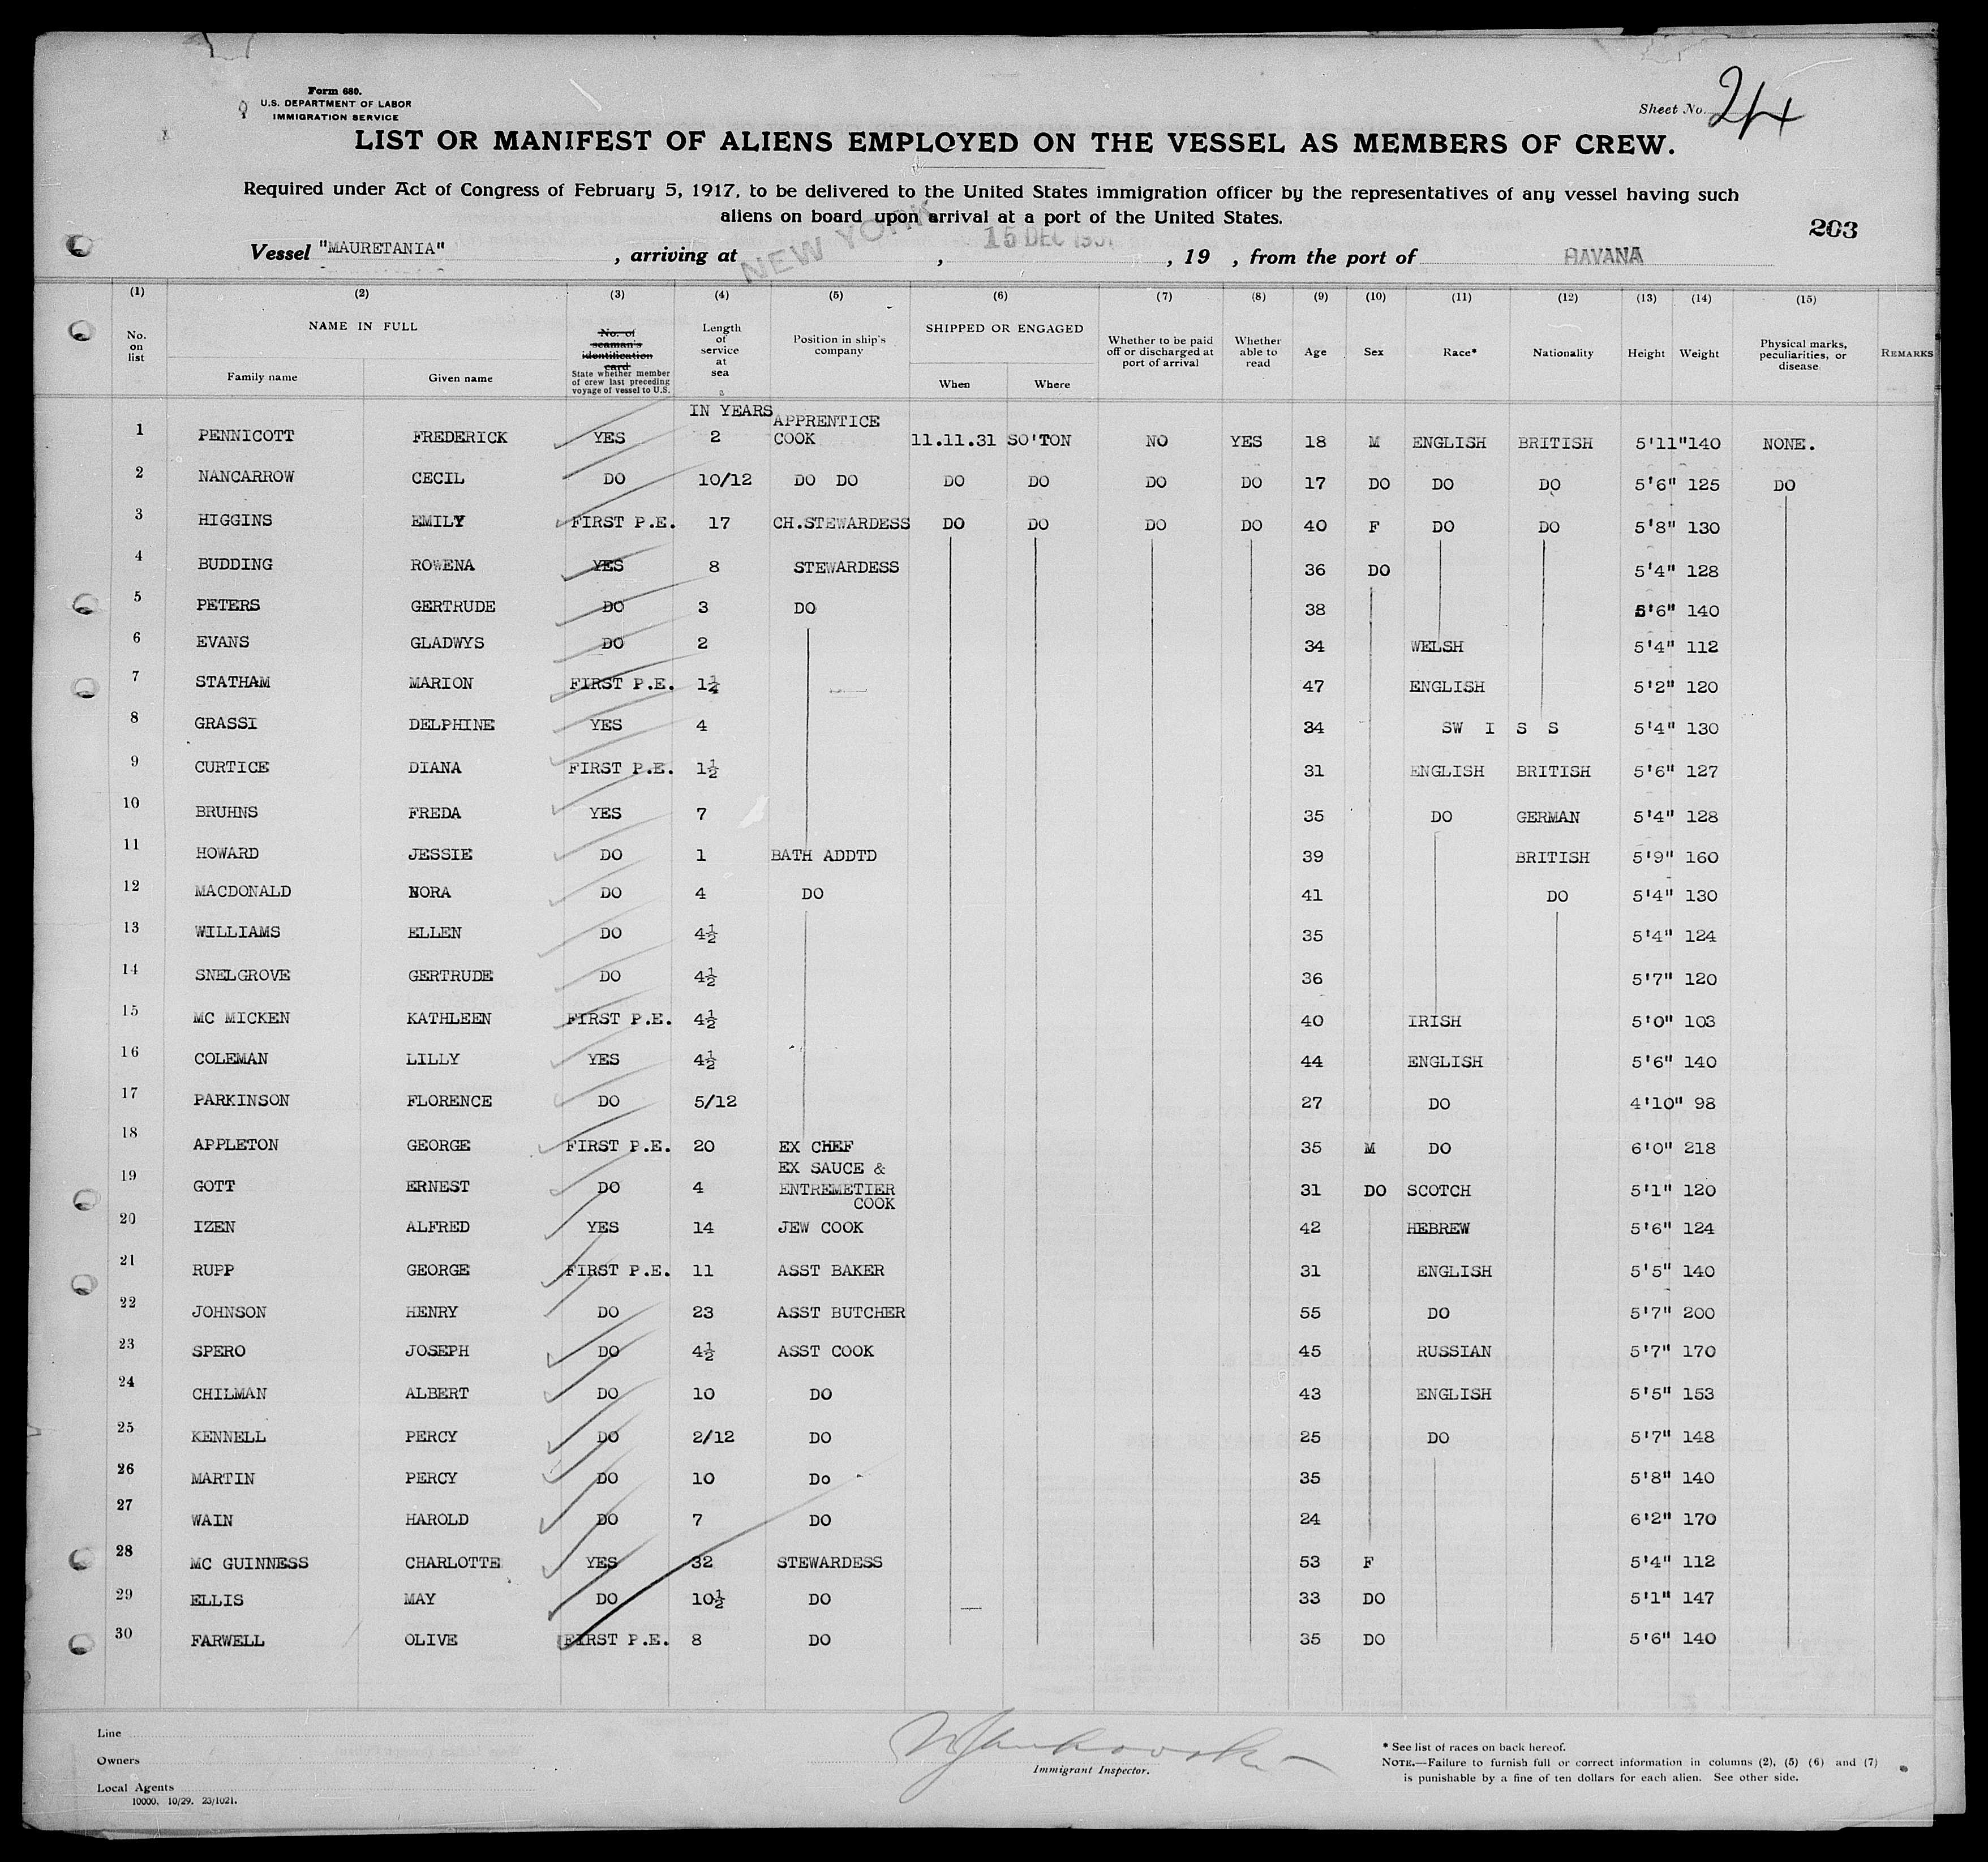 Form 680.
U.S. DEPARTMENT OF LABOR
IMMIGRATION SERVICE
Sheet No. 24
LIST OR MANIFEST OF ALIENS EMPLOYED ON THE VESSEL AS MEMBERS OF CREW.
Required under Act of Congress of February 5, 1917, to be delivered to the United States immigration officer by the representatives of any vessel having such
aliens on board upon arrival at a port of the United States.
203
Vessel "MAURETANIA", arriving at NEW YORK, 15 DEC 1931, 19 , from the port of HAVANA
(1) (2) (3) (4) (5) (6) (7) (8) (9) (10) (11) (12) (13) (14) (15)
No. on list NAME IN FULL Family name Given name No. of seaman's identification card State whether member of crew last preceding voyage of vessel to U.S. Length of service at sea Position in ship's company SHIPPED OR ENGAGED When Where Whether to be paid off or discharged at port of arrival Whether able to read Age Sex Race* Nationality Height Weight Physical marks, peculiarities, or disease REMARKS
IN YEARS
1 PENNICOTT FREDERICK YES 2 APPRENTICE COOK 11.11.31 SO'TON NO YES 18 M ENGLISH BRITISH 5'11" 140 NONE.
2 NANCARROW CECIL DO 10/12 DO DO DO DO DO DO 17 DO DO DO 5'6" 125 DO
3 HIGGINS EMILY FIRST P.E. 17 CH.STEWARDESS DO DO DO DO 40 F DO DO 5'8" 130
4 BUDDING ROWENA YES 8 STEWARDESS 36 DO 5'4" 128
5 PETERS GERTRUDE DO 3 DO 38 5'6" 140
6 EVANS GLADWYS DO 2 34 WELSH 5'4" 112
7 STATHAM MARION FIRST P.E. 1¼ 47 ENGLISH 5'2" 120
8 GRASSI DELPHINE YES 4 34 SW I S S 5'4" 130
9 CURTICE DIANA FIRST P.E. 1½ 31 ENGLISH BRITISH 5'6" 127
10 BRUHNS FREDA YES 7 35 DO GERMAN 5'4" 128
11 HOWARD JESSIE DO 1 BATH ADDTD 39 BRITISH 5'9" 160
12 MACDONALD NORA DO 4 DO 41 DO 5'4" 130
13 WILLIAMS ELLEN DO 4½ 35 5'4" 124
14 SNELGROVE GERTRUDE DO 4½ 36 5'7" 120
15 MC MICKEN KATHLEEN FIRST P.E. 4½ 40 IRISH 5'0" 103
16 COLEMAN LILLY YES 4½ 44 ENGLISH 5'6" 140
17 PARKINSON FLORENCE DO 5/12 27 DO 4'10" 98
18 APPLETON GEORGE FIRST P.E. 20 EX CHEF 35 M DO 6'0" 218
19 GOTT ERNEST DO 4 EX SAUCE & ENTREMETIER COOK 31 DO SCOTCH 5'1" 120
20 IZEN ALFRED YES 14 JEW COOK 42 HEBREW 5'6" 124
21 RUPP GEORGE FIRST P.E. 11 ASST BAKER 31 ENGLISH 5'5" 140
22 JOHNSON HENRY DO 23 ASST BUTCHER 55 DO 5'7" 200
23 SPERO JOSEPH DO 4½ ASST COOK 45 RUSSIAN 5'7" 170
24 CHILMAN ALBERT DO 10 DO 43 ENGLISH 5'5" 153
25 KENNELL PERCY DO 2/12 DO 25 DO 5'7" 148
26 MARTIN PERCY DO 10 Do 35 5'8" 140
27 WAIN HAROLD DO 7 DO 24 6'2" 170
28 MC GUINNESS CHARLOTTE YES 32 STEWARDESS 53 F 5'4" 112
29 ELLIS MAY DO 10½ DO 33 DO 5'1" 147
30 FARWELL OLIVE FIRST P.E. 8 DO 35 DO 5'6" 140
Line
Owners
Local Agents
10000, 10/29. 23/1021.
Immigrant Inspector.
* See list of races on back hereof.
NOTE.—Failure to furnish full or correct information in columns (2), (5) (6) and (7)
is punishable by a fine of ten dollars for each alien. See other side.